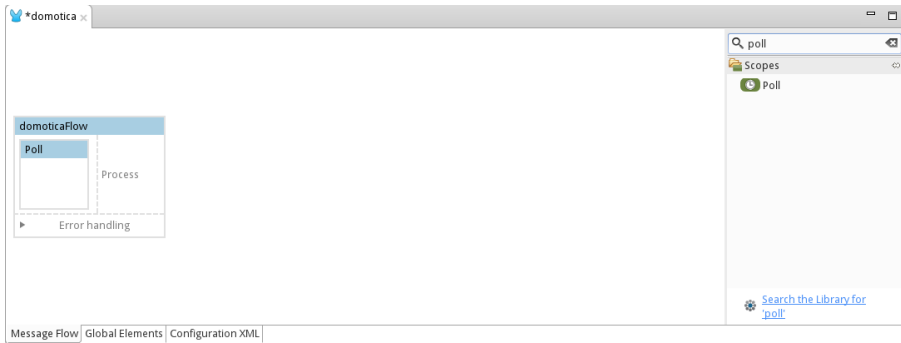 *domotica
poll
Scopes
Poll
domoticaFlow
Poll
Process
Error handling
Search the Library for
'poll'
Message Flow Global Elements Configuration XML